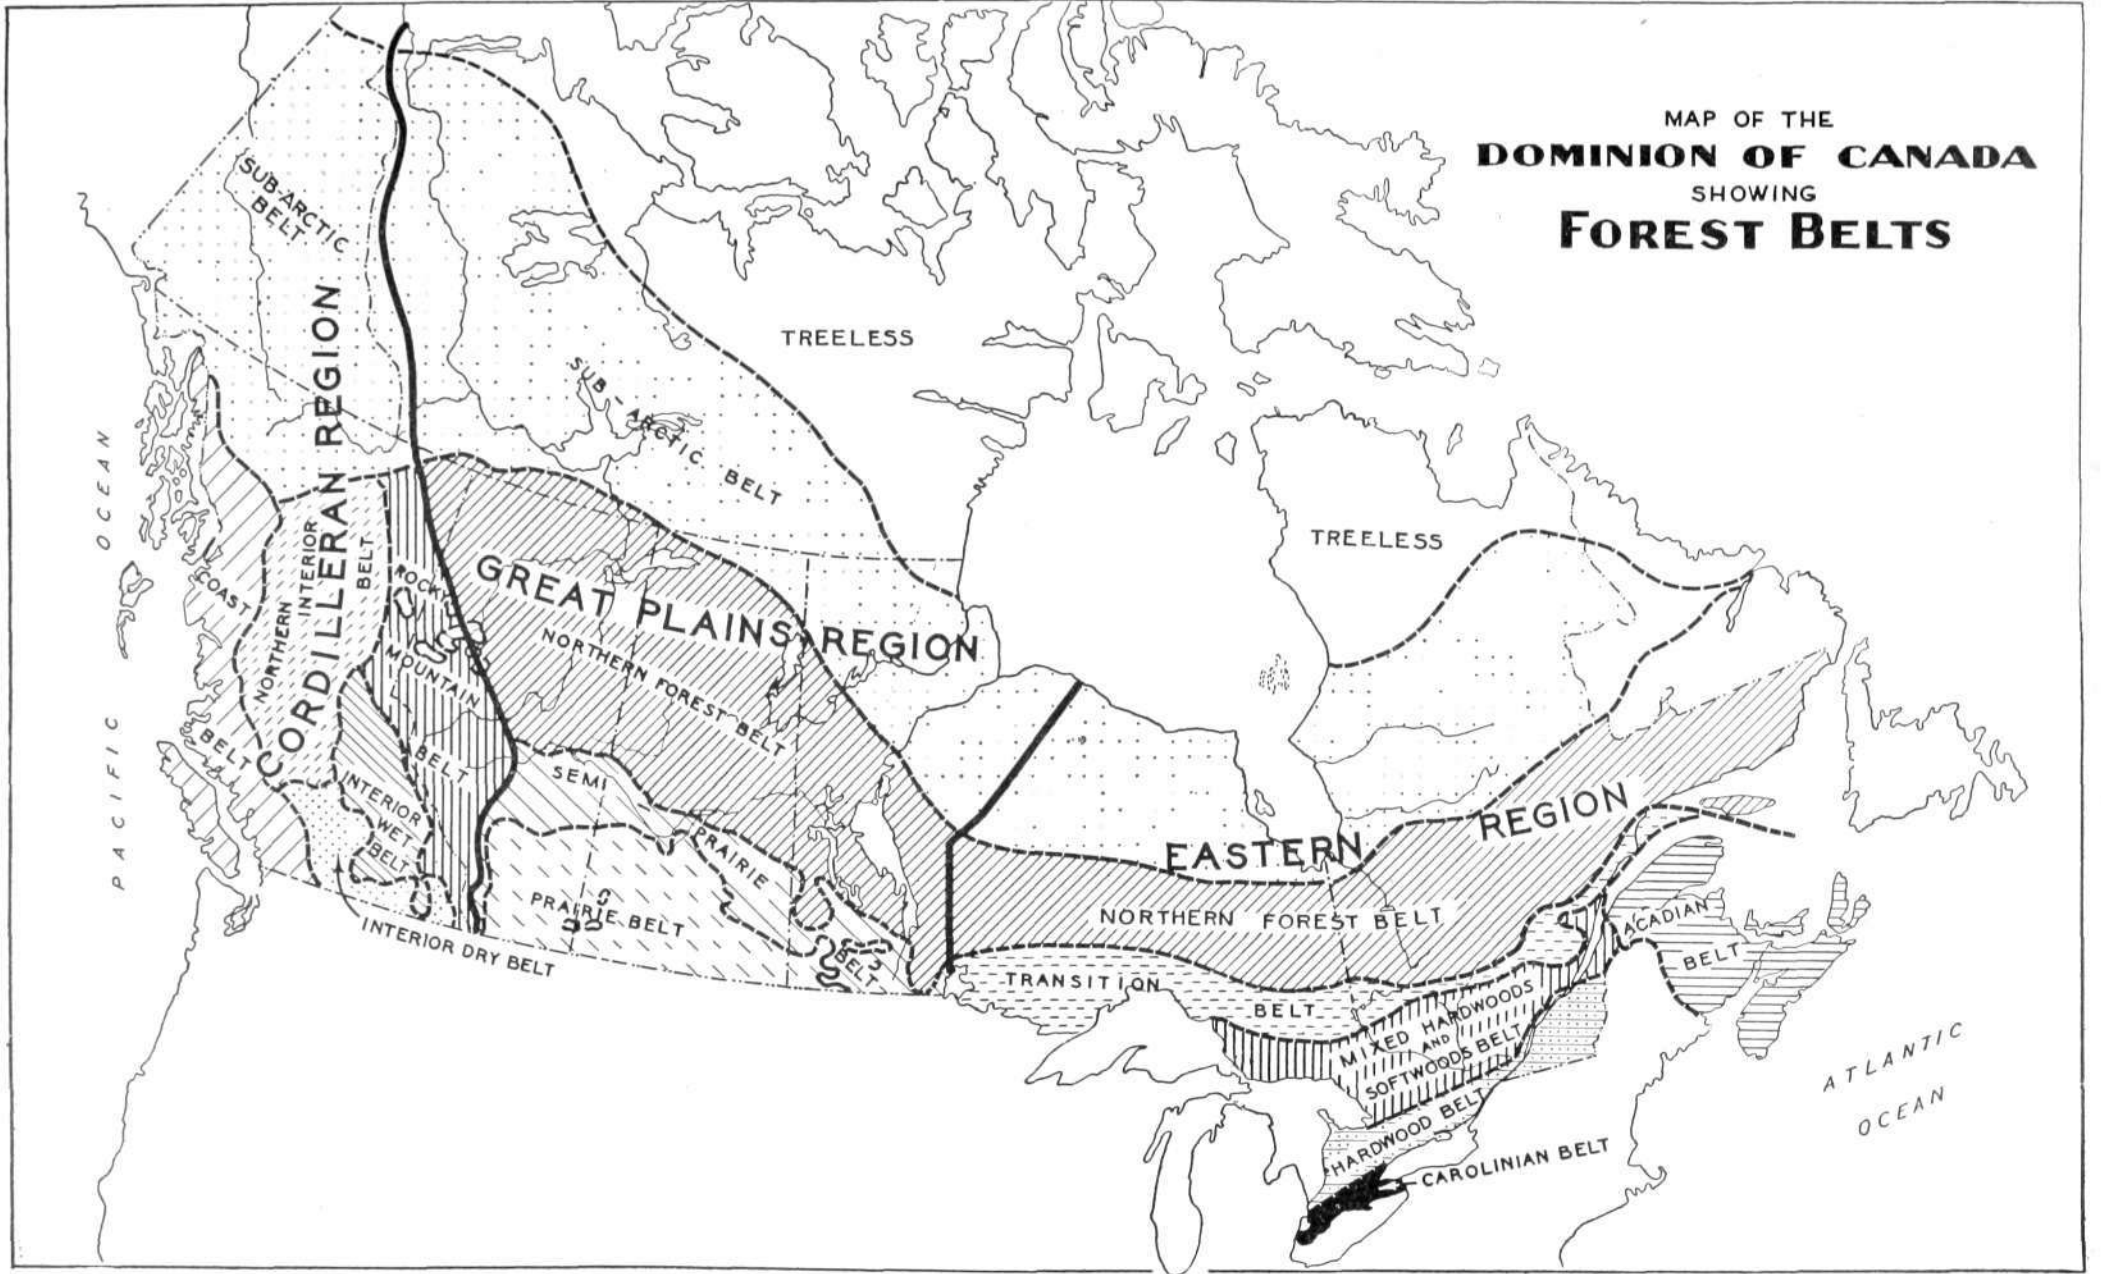 MAP OF THE
DOMINION OF CANADA
SHOWING
FOREST BELTS
SUB-ARCTIC
BELT
CORDILLERAN REGION
TREELESS
SUB-ARCTIC BELT
TREELESS
PACIFIC OCEAN
COAST
BELT
NORTHERN
INTERIOR
BELT
ROCKY
MOUNTAIN
BELT
GREAT PLAINS REGION
NORTHERN FOREST BELT
INTERIOR
WET
BELT
SEMI
PRAIRIE
BELT
PRAIRIE BELT
INTERIOR DRY BELT
EASTERN REGION
NORTHERN FOREST BELT
TRANSITION
BELT
MIXED HARDWOODS
AND
SOFTWOODS BELT
HARDWOOD BELT
CAROLINIAN BELT
ACADIAN
BELT
ATLANTIC
OCEAN